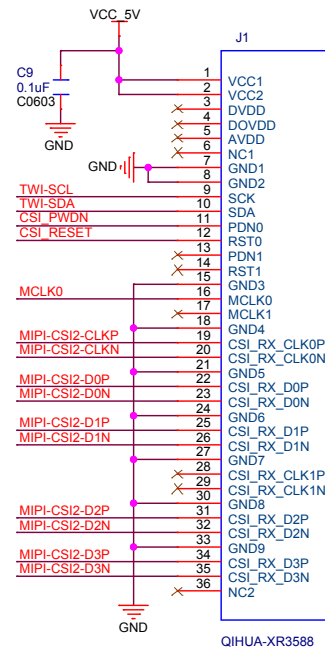 VCC_5V
J1
C9
0.1uF
C0603
GND
1 VCC1
2 VCC2
3 DVDD
4 DOVDD
5 AVDD
6 NC1
GND 7 GND1
8 GND2
TWI-SCL 9 SCK
TWI-SDA 10 SDA
CSI_PWDN 11 PDN0
CSI_RESET 12 RST0
13 PDN1
14 RST1
15 GND3
MCLK0 16 MCLK0
17 MCLK1
18 GND4
MIPI-CSI2-CLKP 19 CSI_RX_CLK0P
MIPI-CSI2-CLKN 20 CSI_RX_CLK0N
21 GND5
MIPI-CSI2-D0P 22 CSI_RX_D0P
MIPI-CSI2-D0N 23 CSI_RX_D0N
24 GND6
MIPI-CSI2-D1P 25 CSI_RX_D1P
MIPI-CSI2-D1N 26 CSI_RX_D1N
27 GND7
28 CSI_RX_CLK1P
29 CSI_RX_CLK1N
30 GND8
MIPI-CSI2-D2P 31 CSI_RX_D2P
MIPI-CSI2-D2N 32 CSI_RX_D2N
33 GND9
MIPI-CSI2-D3P 34 CSI_RX_D3P
MIPI-CSI2-D3N 35 CSI_RX_D3N
36 NC2
GND
QIHUA-XR3588